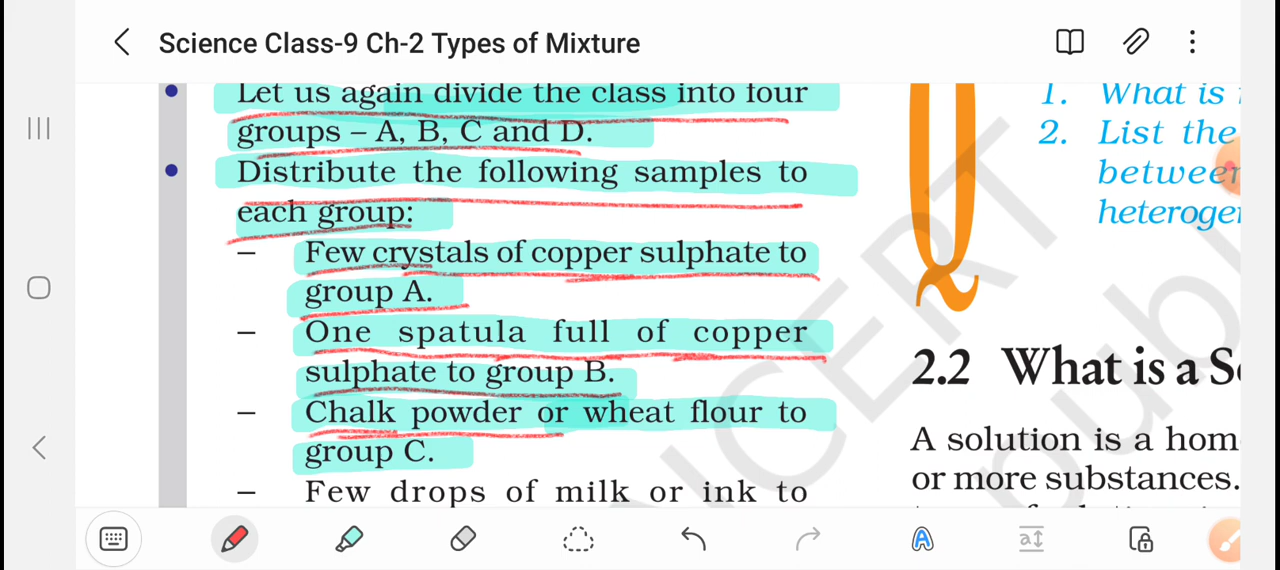 Science Class-9 Ch-2 Types of Mixture
Let us again divide the class into four
groups – A, B, C and D.
Distribute the following samples to
each group:
– Few crystals of copper sulphate to
group A.
– One spatula full of copper
sulphate to group B.
– Chalk powder or wheat flour to
group C.
– Few drops of milk or ink to
Q
1. What is
2. List the
between
heteroge
2.2 What is a S
A solution is a hom
or more substances.
NCERT
publ